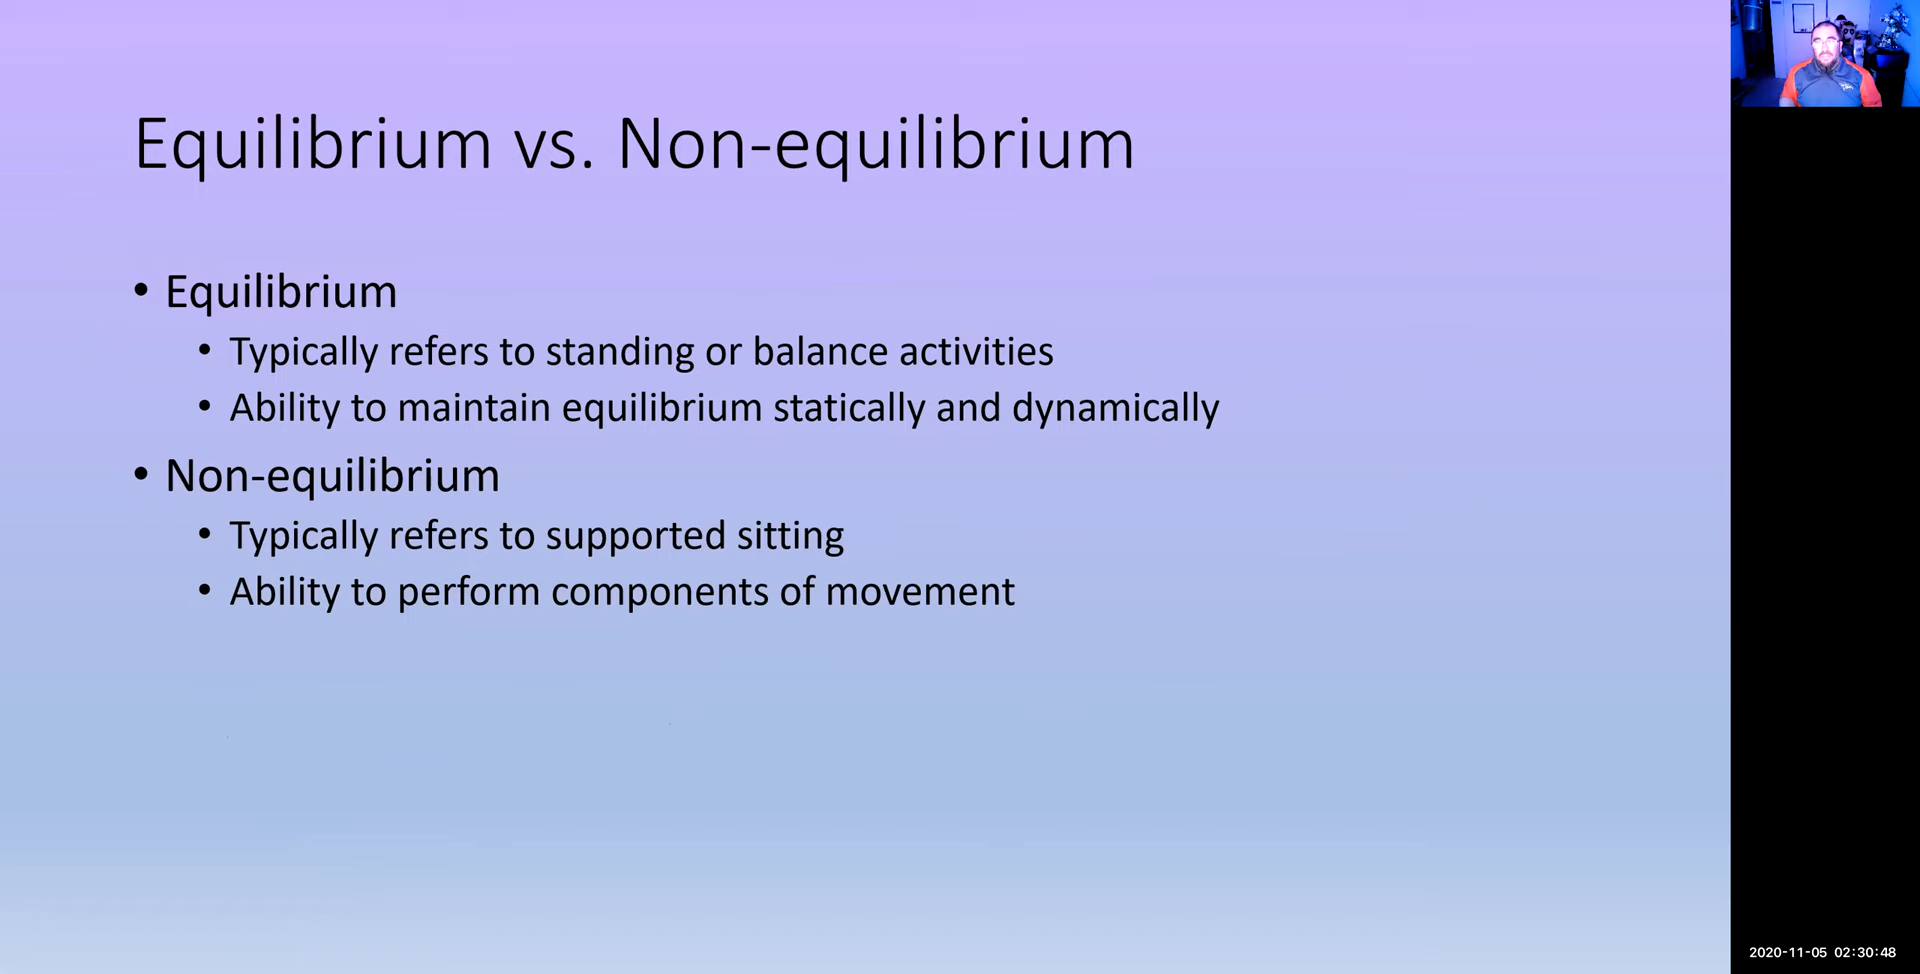 Equilibrium vs. Non-equilibrium
• Equilibrium
• Typically refers to standing or balance activities
• Ability to maintain equilibrium statically and dynamically
• Non-equilibrium
• Typically refers to supported sitting
• Ability to perform components of movement
2020-11-05 02:30:48